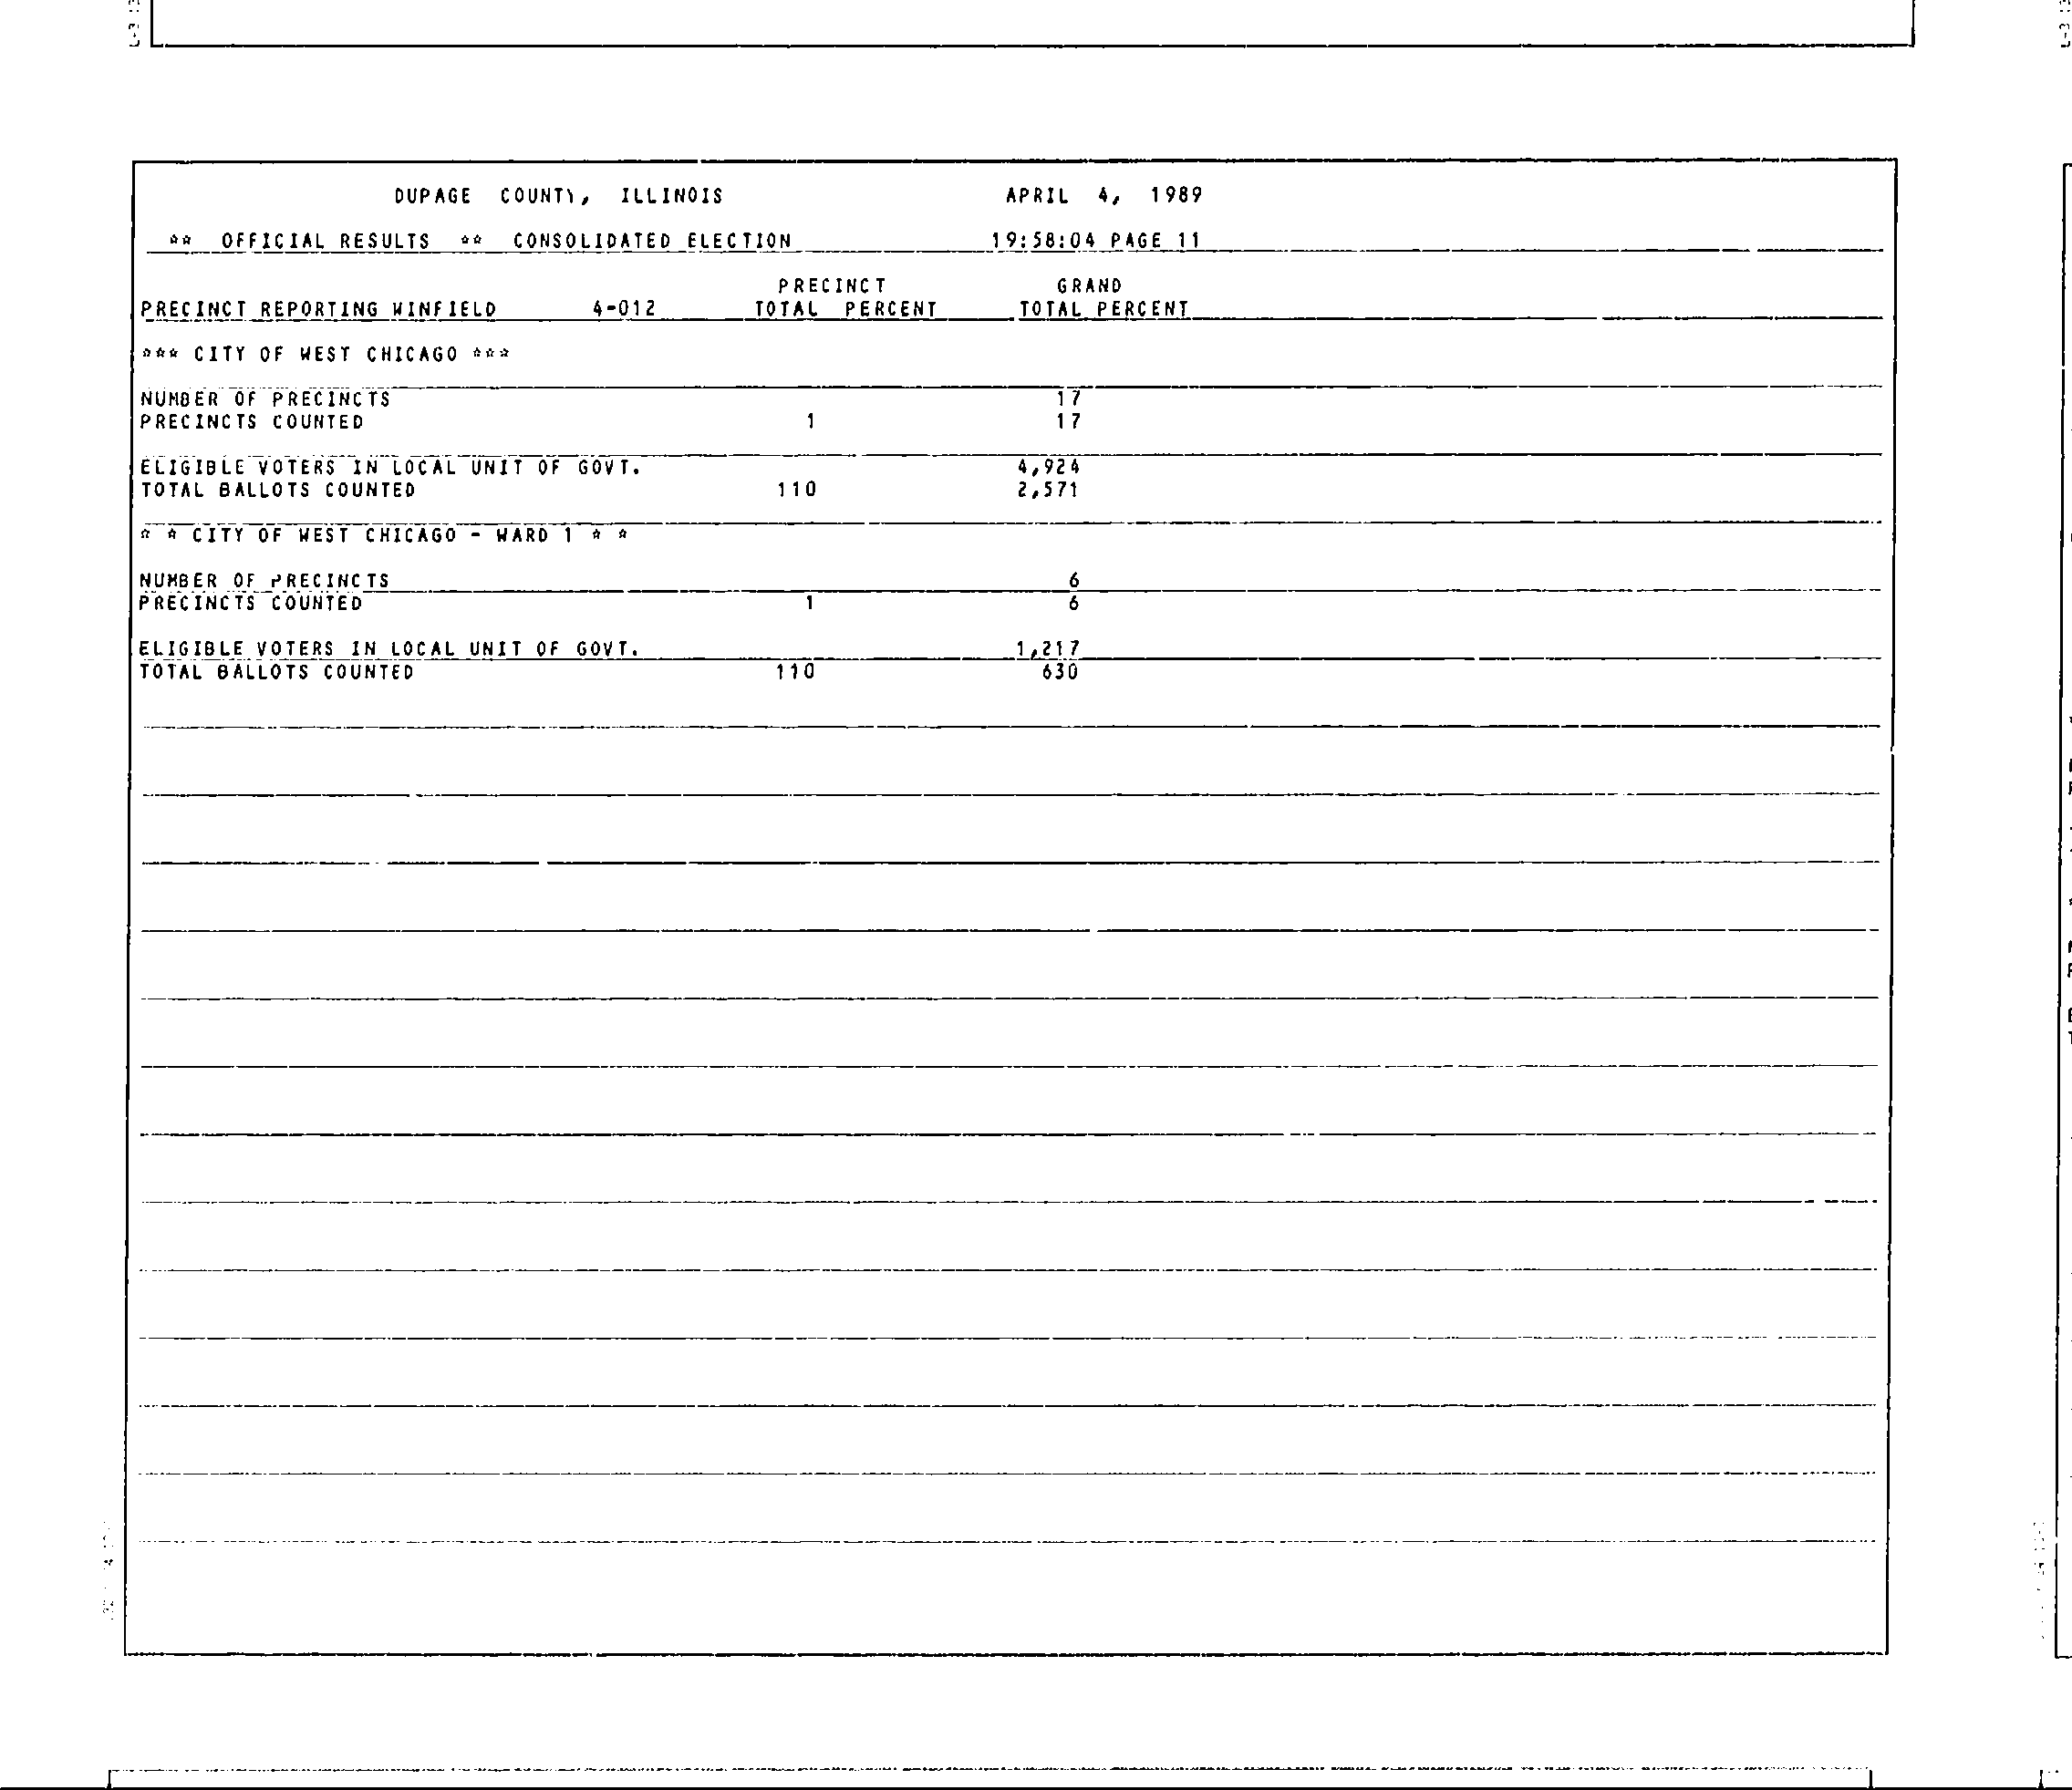 DUPAGE COUNTY, ILLINOIS APRIL 4, 1989
** OFFICIAL RESULTS ** CONSOLIDATED ELECTION 19:58:04 PAGE 11
PRECINCT GRAND
PRECINCT REPORTING WINFIELD 4-012 TOTAL PERCENT TOTAL PERCENT
*** CITY OF WEST CHICAGO ***
NUMBER OF PRECINCTS 17
PRECINCTS COUNTED 1 17
ELIGIBLE VOTERS IN LOCAL UNIT OF GOVT. 4,924
TOTAL BALLOTS COUNTED 110 2,571
* * CITY OF WEST CHICAGO - WARD 1 * *
NUMBER OF PRECINCTS 6
PRECINCTS COUNTED 1 6
ELIGIBLE VOTERS IN LOCAL UNIT OF GOVT. 1,217
TOTAL BALLOTS COUNTED 110 630